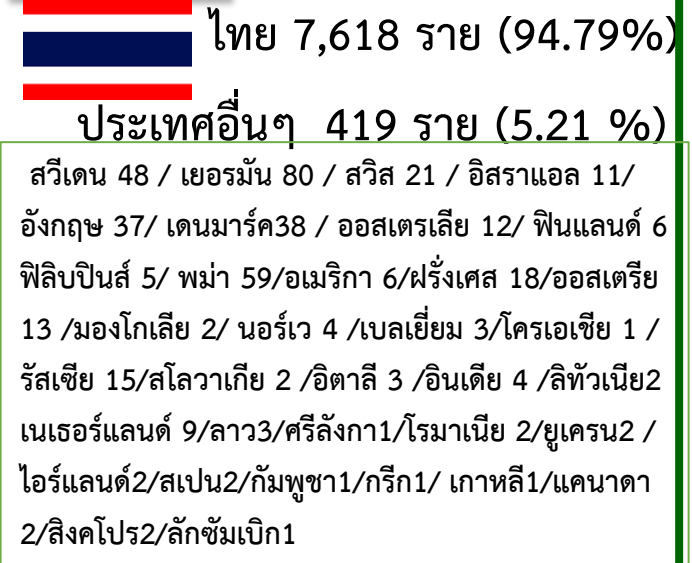 ไทย 7,618 ราย (94.79%)
ประเทศอื่นๆ 419 ราย (5.21 %)
สวีเดน 48 / เยอรมัน 80 / สวิส 21 / อิสราแอล 11/
อังกฤษ 37/ เดนมาร์ค38 / ออสเตรเลีย 12/ ฟินแลนด์ 6
ฟิลิบปินส์ 5/ พม่า 59/อเมริกา 6/ฝรั่งเศส 18/ออสเตรีย
13 /มองโกเลีย 2/ นอร์เว 4 /เบลเยี่ยม 3/โครเอเชีย 1 /
รัสเซีย 15/สโลวาเกีย 2 /อิตาลี 3 /อินเดีย 4 /ลิทัวเนีย2
เนเธอร์แลนด์ 9/ลาว3/ศรีลังกา1/โรมาเนีย 2/ยูเครน2 /
ไอร์แลนด์2/สเปน2/กัมพูชา1/กรีก1/ เกาหลี1/แคนาดา
2/สิงคโปร2/ลักซัมเบิก1